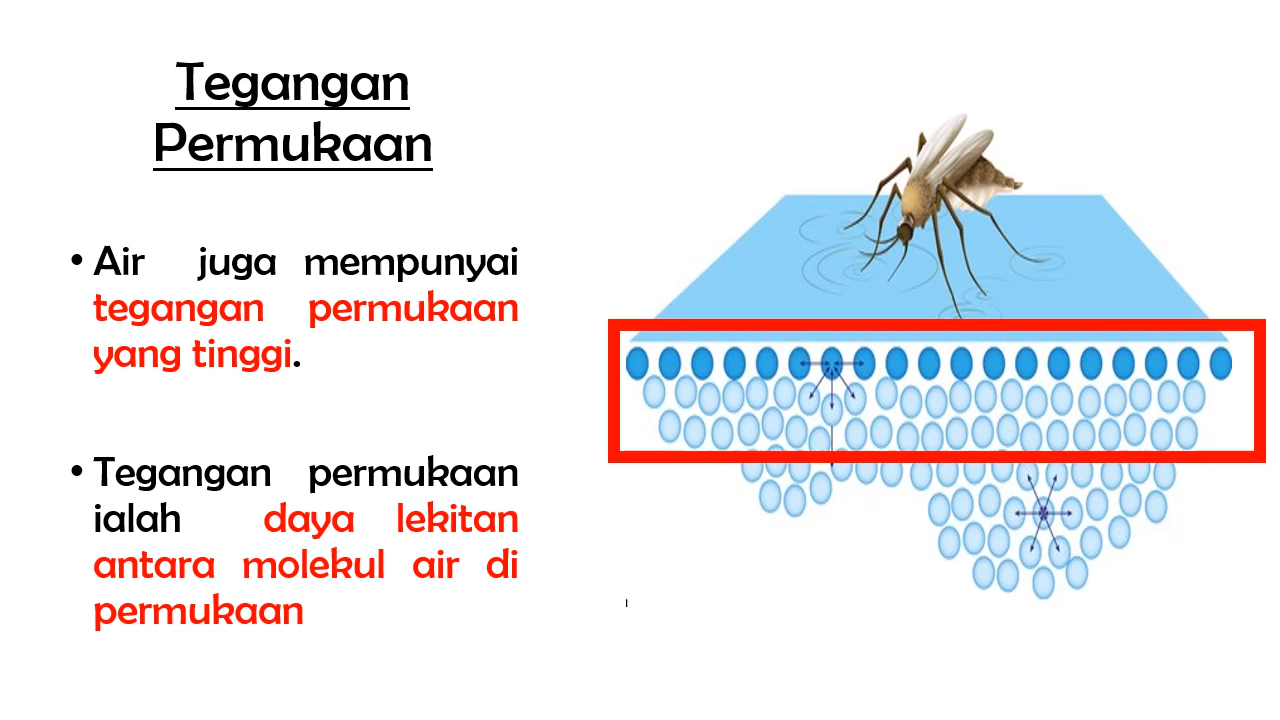 Tegangan
Permukaan
• Air juga mempunyai
tegangan permukaan
yang tinggi.
• Tegangan permukaan
ialah daya lekitan
antara molekul air di
permukaan